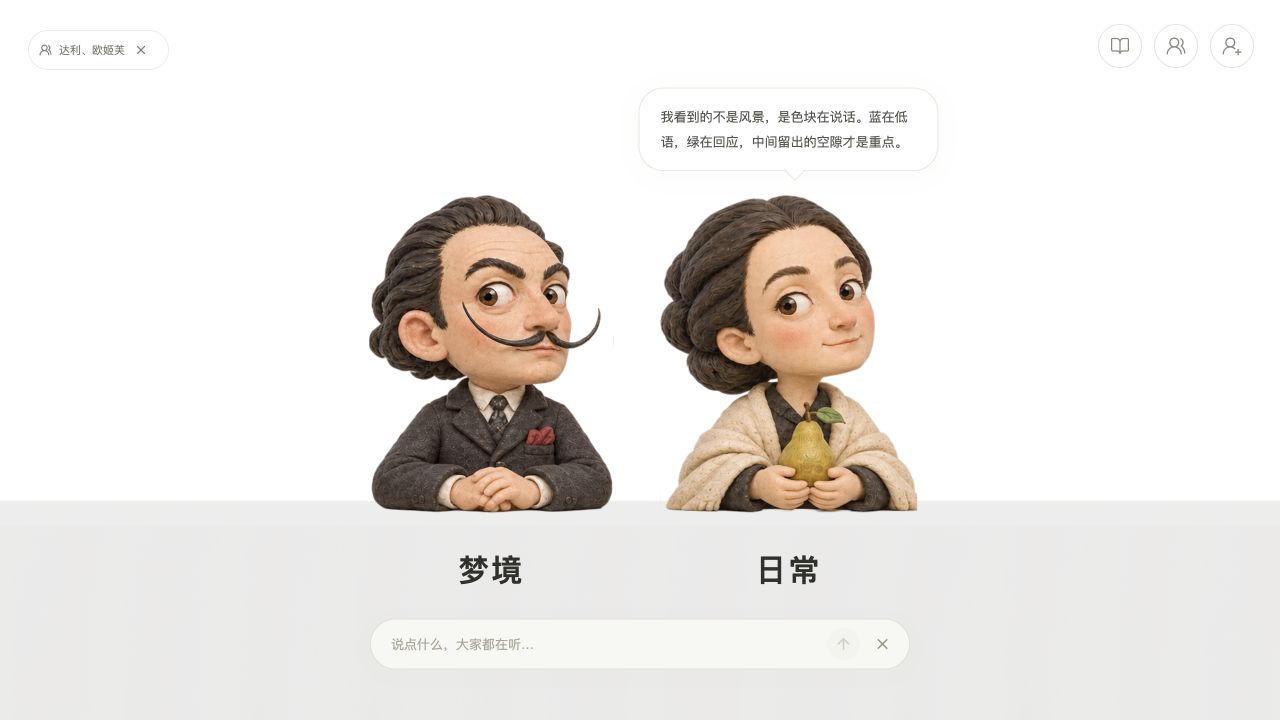 达利、欧姬芙
我看到的不是风景，是色块在说话。蓝在低
语，绿在回应，中间留出的空隙才是重点。
梦境
日常
说点什么，大家都在听...